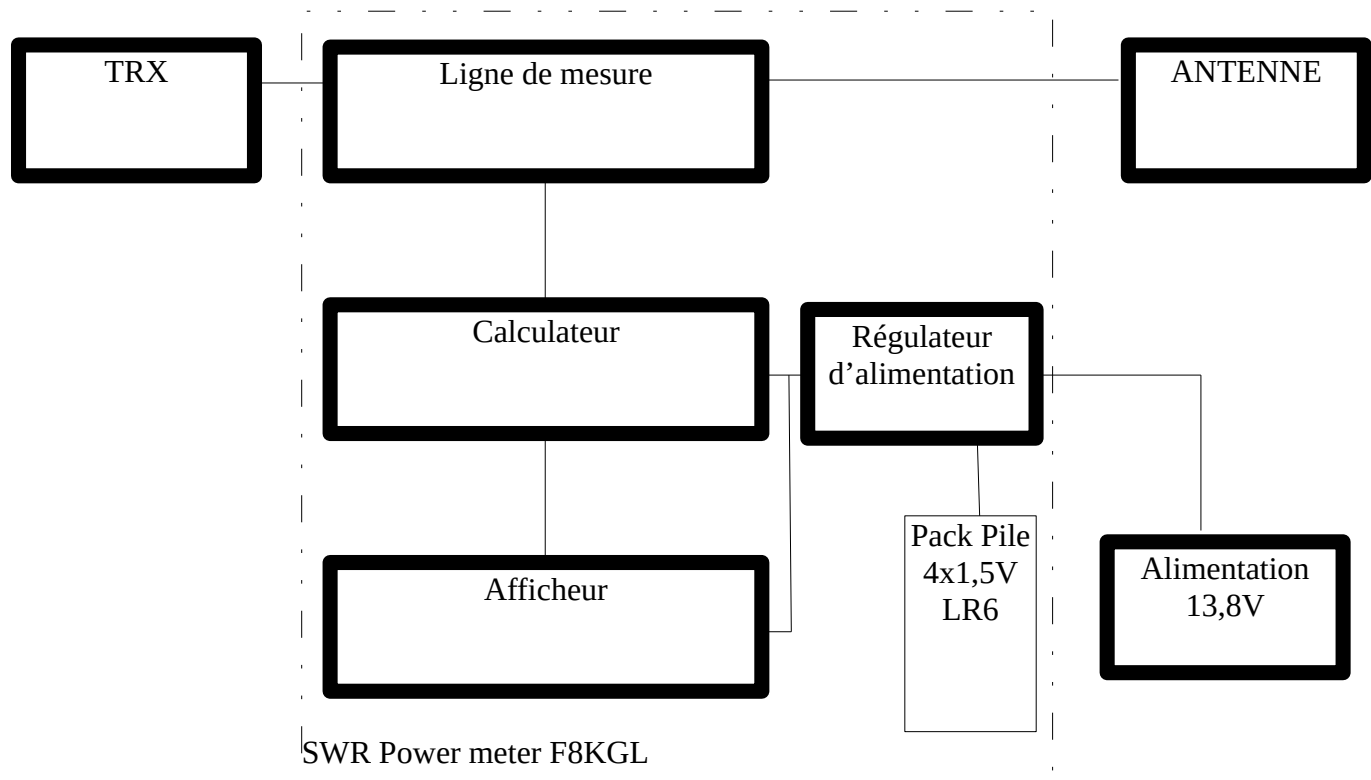 TRX
Ligne de mesure
ANTENNE
Calculateur
Régulateur
d’alimentation
Pack Pile
4x1,5V
LR6
Alimentation
13,8V
Afficheur
SWR Power meter F8KGL